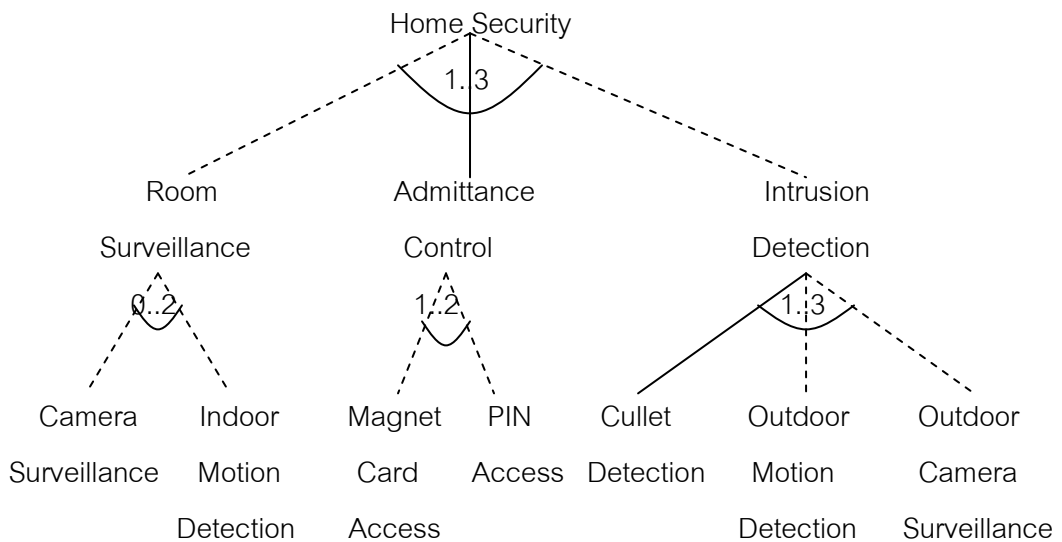 Home Security
1..3
Room
Surveillance
Admittance
Control
Intrusion
Detection
0..2
1..2
1..3
Camera
Surveillance
Indoor
Motion
Detection
Magnet
Card
Access
PIN
Access
Cullet
Detection
Outdoor
Motion
Detection
Outdoor
Camera
Surveillance